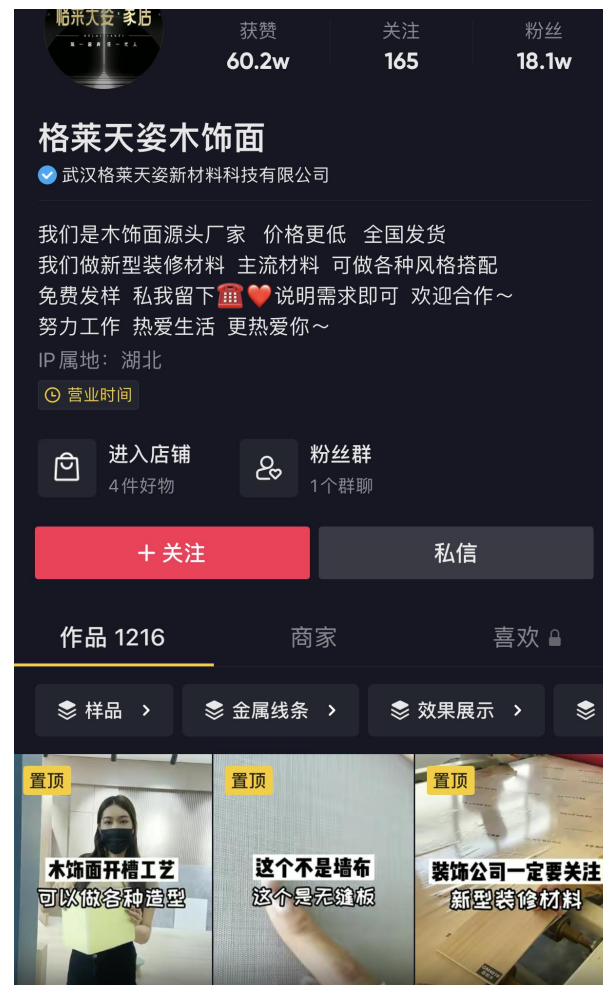 格莱天姿·家居
获赞 关注 粉丝
60.2w 165 18.1w
格莱天姿木饰面
武汉格莱天姿新材料科技有限公司
我们是木饰面源头厂家 价格更低 全国发货
我们做新型装修材料 主流材料 可做各种风格搭配
免费发样 私我留下☎️❤️说明需求即可 欢迎合作～
努力工作 热爱生活 更热爱你～
IP属地：湖北
营业时间
进入店铺 粉丝群
4件好物 1个群聊
＋关注 私信
作品 1216 商家 喜欢
样品 › 金属线条 › 效果展示 ›
置顶 置顶 置顶
木饰面开槽工艺 这个不是墙布 装饰公司一定要关注
可以做各种造型 这个是无缝板 新型装修材料